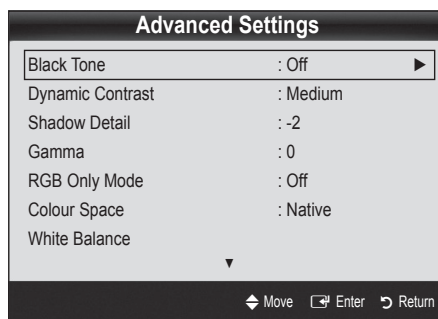 Advanced Settings
Black Tone : Off ►
Dynamic Contrast : Medium
Shadow Detail : -2
Gamma : 0
RGB Only Mode : Off
Colour Space : Native
White Balance
▼
Move Enter Return